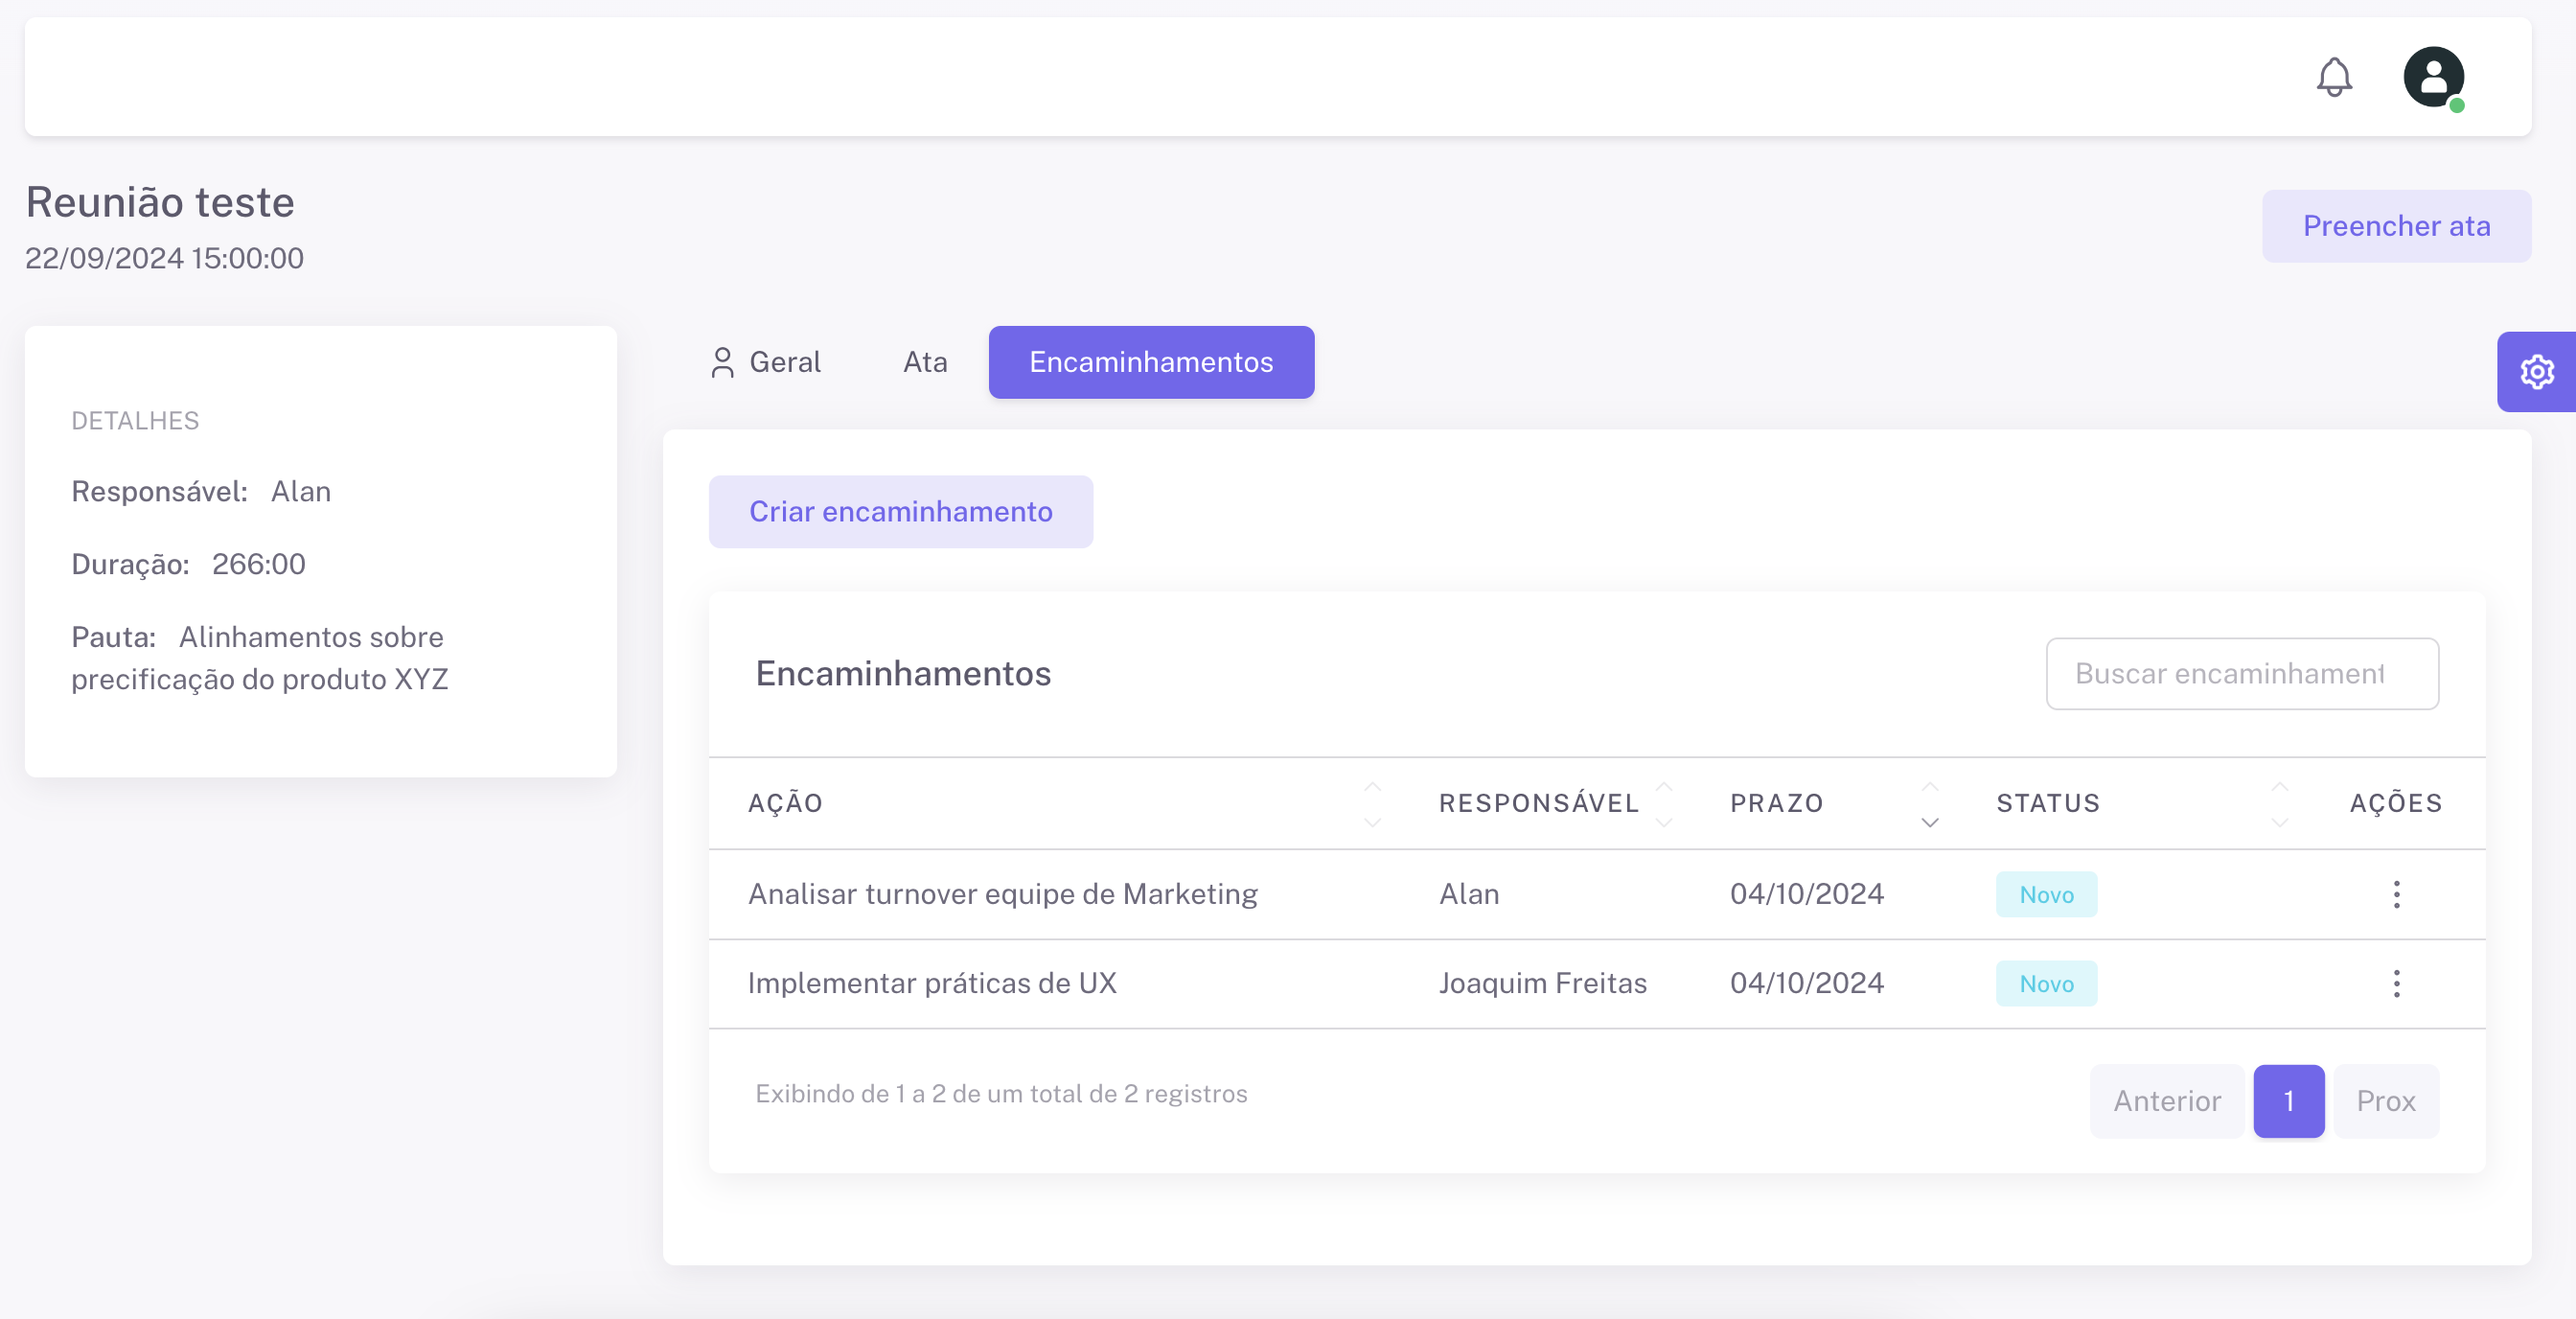 Reunião teste
22/09/2024 15:00:00
Preencher ata
DETALHES
Responsável: Alan
Duração: 266:00
Pauta: Alinhamentos sobre
precificação do produto XYZ
Geral
Ata
Encaminhamentos
Criar encaminhamento
Encaminhamentos
Buscar encaminhament
AÇÃO RESPONSÁVEL PRAZO STATUS AÇÕES
Analisar turnover equipe de Marketing Alan 04/10/2024 Novo
Implementar práticas de UX Joaquim Freitas 04/10/2024 Novo
Exibindo de 1 a 2 de um total de 2 registros
Anterior 1 Prox